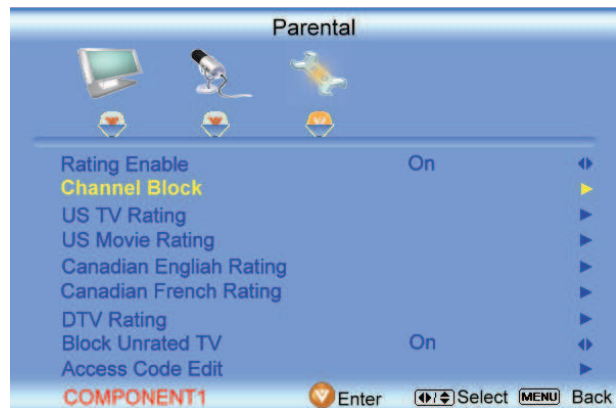 Parental
Rating Enable On
Channel Block
US TV Rating
US Movie Rating
Canadian Engliah Rating
Canadian French Rating
DTV Rating
Block Unrated TV On
Access Code Edit
COMPONENT1 Enter Select MENU Back